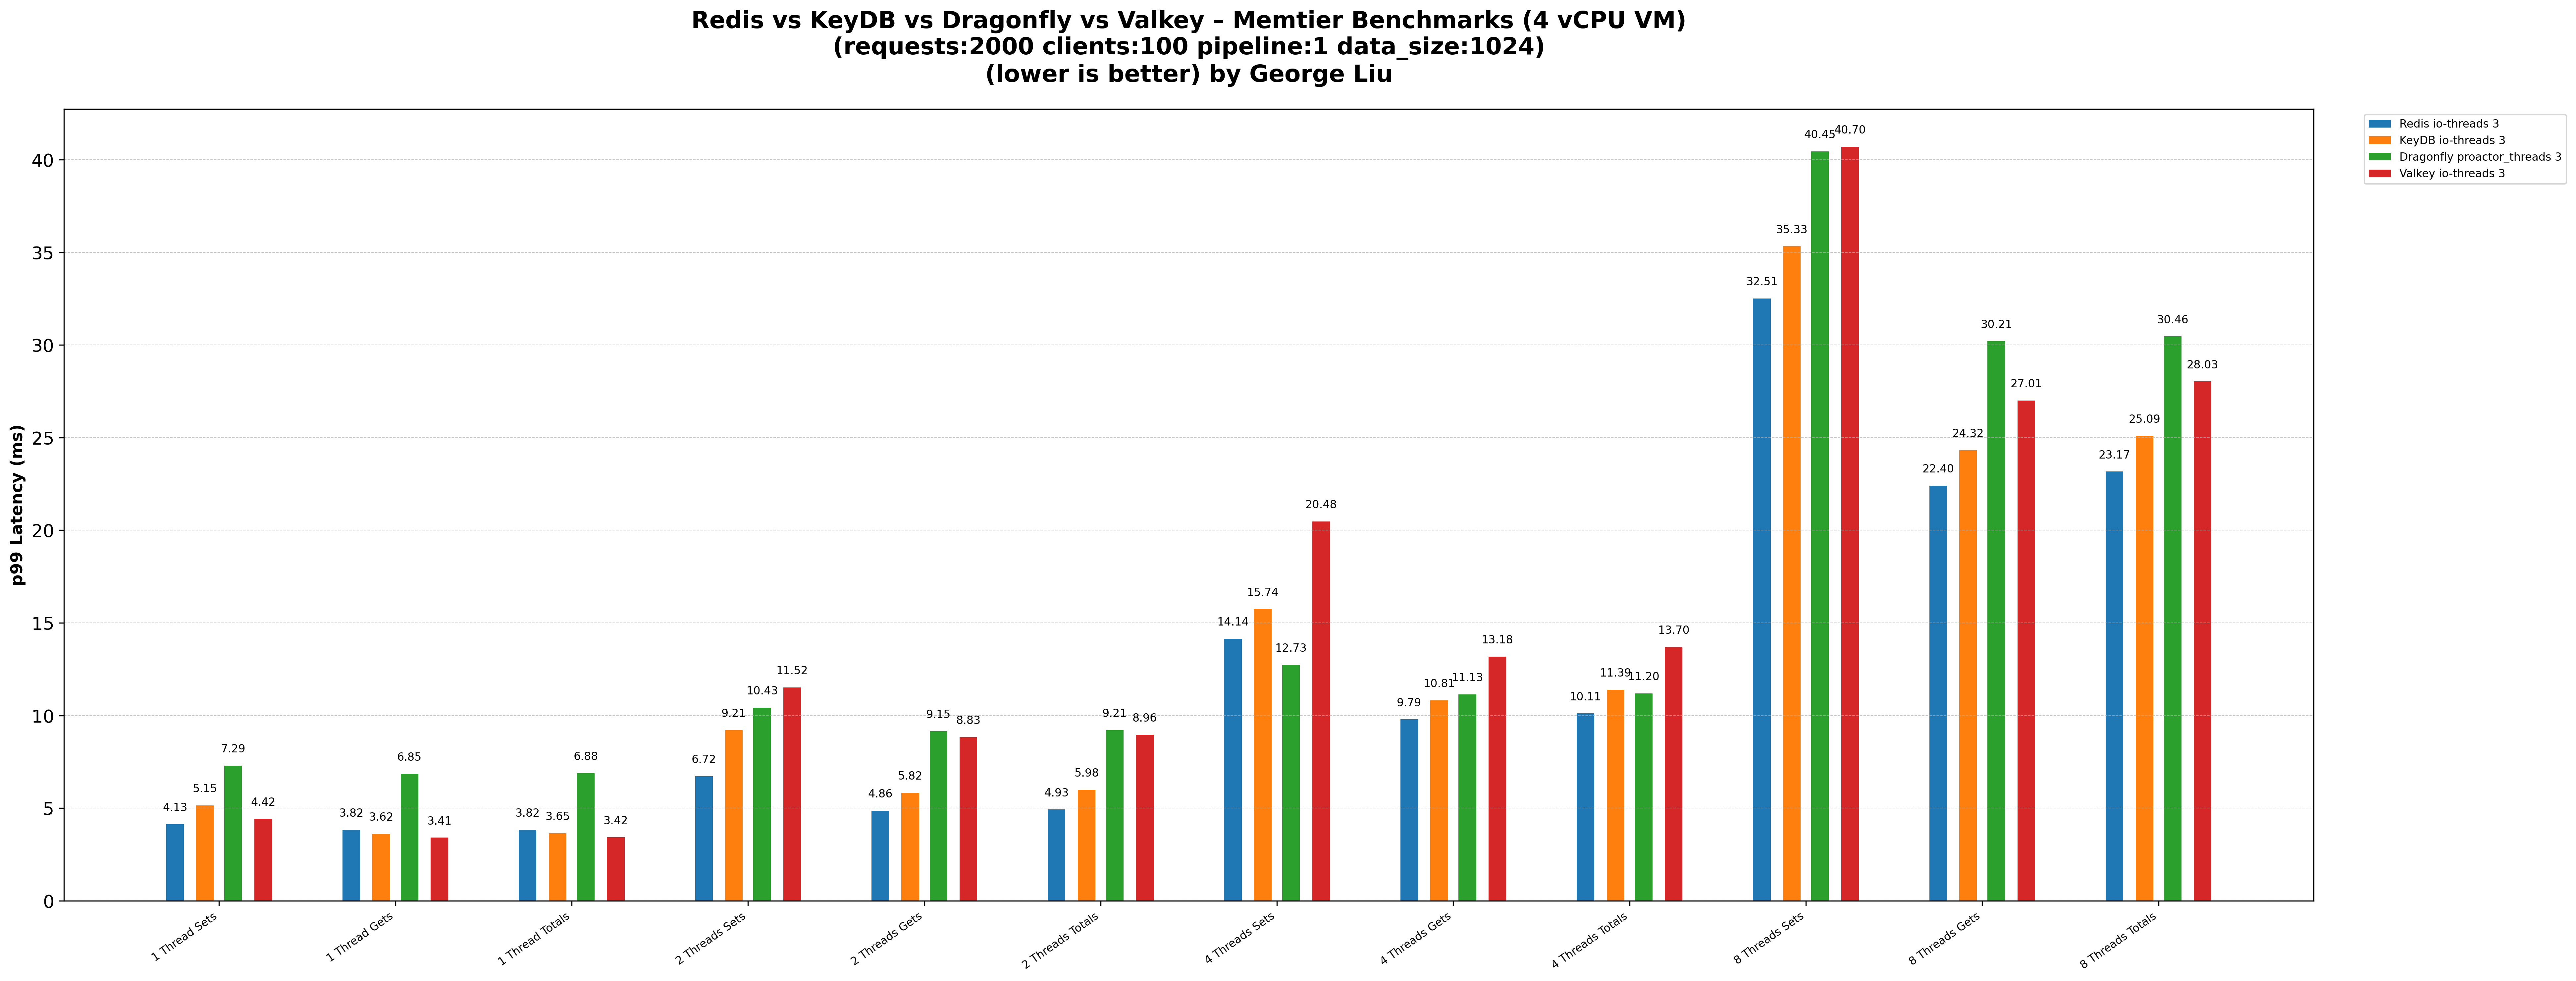 Redis vs KeyDB vs Dragonfly vs Valkey – Memtier Benchmarks (4 vCPU VM)
(requests:2000 clients:100 pipeline:1 data_size:1024)
(lower is better) by George Liu
Redis io-threads 3
KeyDB io-threads 3
Dragonfly proactor_threads 3
Valkey io-threads 3
p99 Latency (ms)
40
35
30
25
20
15
10
5
0
4.13 5.15 7.29 4.42
3.82 3.62 6.85 3.41
3.82 3.65 6.88 3.42
6.72 9.21 10.43 11.52
4.86 5.82 9.15 8.83
4.93 5.98 9.21 8.96
14.14 15.74 12.73 20.48
9.79 10.81 11.13 13.18
10.11 11.39 11.20 13.70
32.51 35.33 40.45 40.70
22.40 24.32 30.21 27.01
23.17 25.09 30.46 28.03
1 Thread Sets
1 Thread Gets
1 Thread Totals
2 Threads Sets
2 Threads Gets
2 Threads Totals
4 Threads Sets
4 Threads Gets
4 Threads Totals
8 Threads Sets
8 Threads Gets
8 Threads Totals